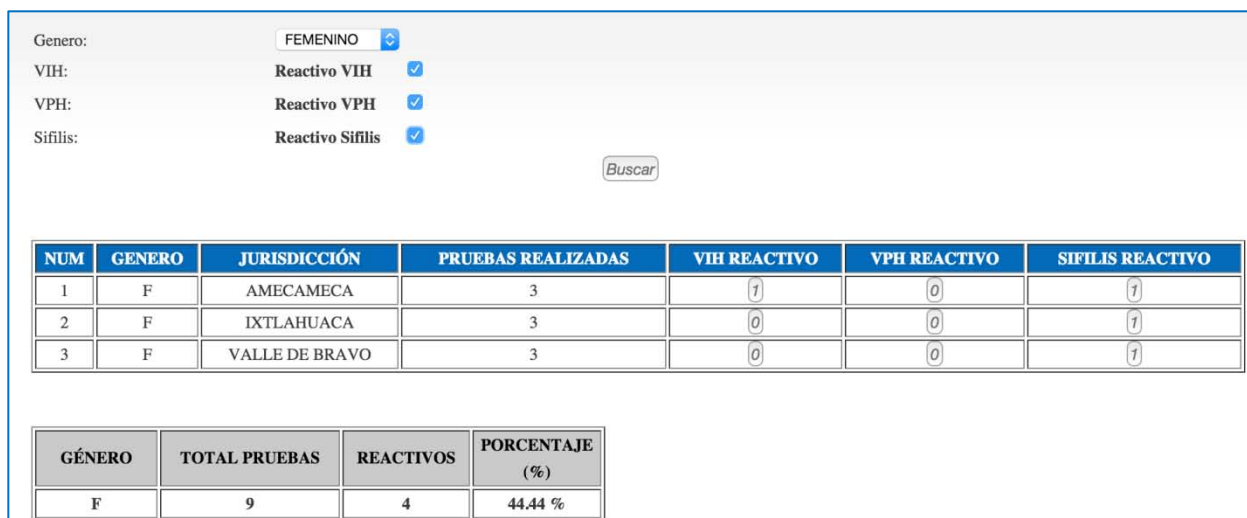 Genero: FEMENINO
VIH: Reactivo VIH
VPH: Reactivo VPH
Sifilis: Reactivo Sifilis
Buscar
NUM GENERO JURISDICCIÓN PRUEBAS REALIZADAS VIH REACTIVO VPH REACTIVO SIFILIS REACTIVO
1 F AMECAMECA 3 1 0 1
2 F IXTLAHUACA 3 0 0 1
3 F VALLE DE BRAVO 3 0 0 1
GÉNERO TOTAL PRUEBAS REACTIVOS PORCENTAJE
(%)
F 9 4 44.44 %